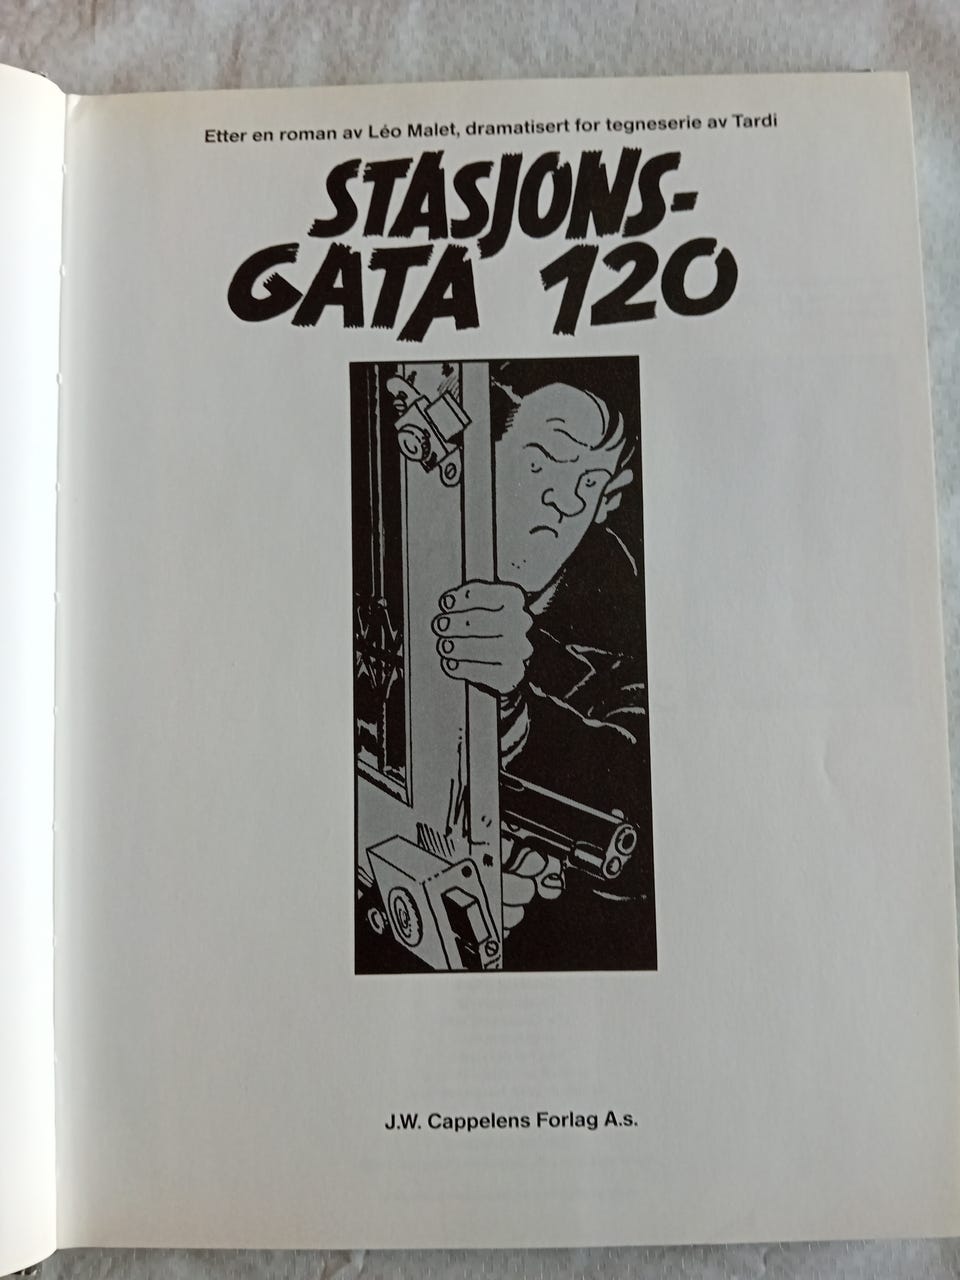 Etter en roman av Léo Malet, dramatisert for tegneserie av Tardi
STASJONS-
GATA 120
J.W. Cappelens Forlag A.s.